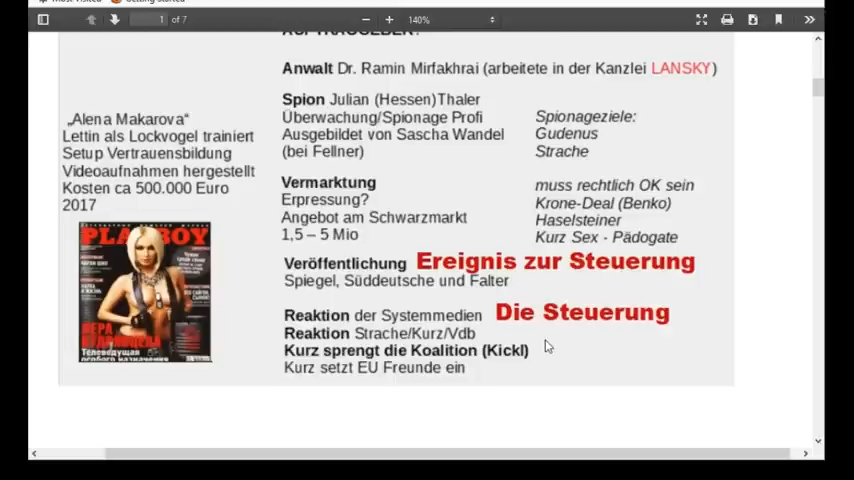 1 of 7
140%
Anwalt Dr. Ramin Mirfakhrai (arbeitete in der Kanzlei LANSKY)
„Alena Makarova“
Lettin als Lockvogel trainiert
Setup Vertrauensbildung
Videoaufnahmen hergestellt
Kosten ca 500.000 Euro
2017
PLAYBOY
Spion Julian (Hessen)Thaler
Überwachung/Spionage Profi
Ausgebildet von Sascha Wandel
(bei Fellner)
Spionageziele:
Gudenus
Strache
Vermarktung
Erpressung?
Angebot am Schwarzmarkt
1,5 – 5 Mio
muss rechtlich OK sein
Krone-Deal (Benko)
Haselsteiner
Kurz Sex - Pädogate
Veröffentlichung Ereignis zur Steuerung
Spiegel, Süddeutsche und Falter
Reaktion der Systemmedien Die Steuerung
Reaktion Strache/Kurz/Vdb
Kurz sprengt die Koalition (Kickl)
Kurz setzt EU Freunde ein